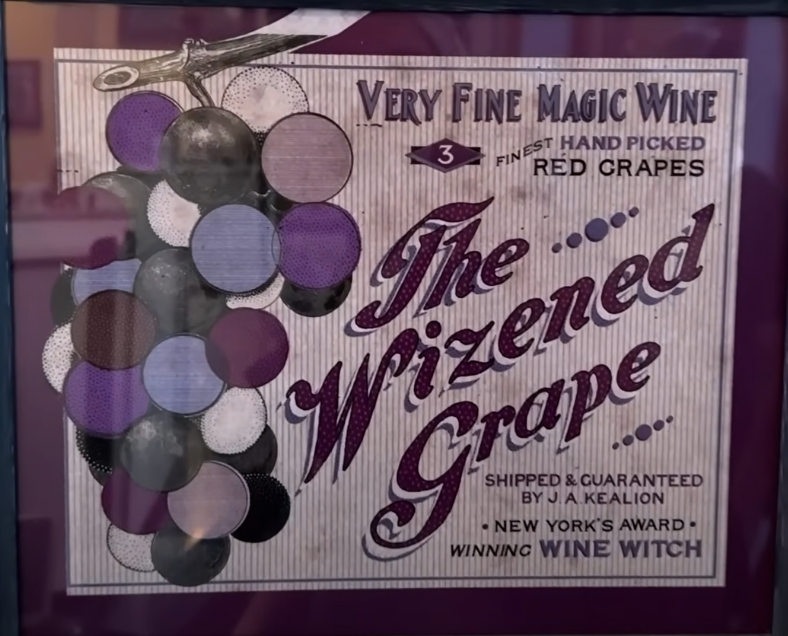 VERY FINE MAGIC WINE
3 FINEST HAND PICKED
RED GRAPES
The
Wizened
Grape
SHIPPED & GUARANTEED
BY J A KEALION
• NEW YORK'S AWARD •
WINNING WINE WITCH